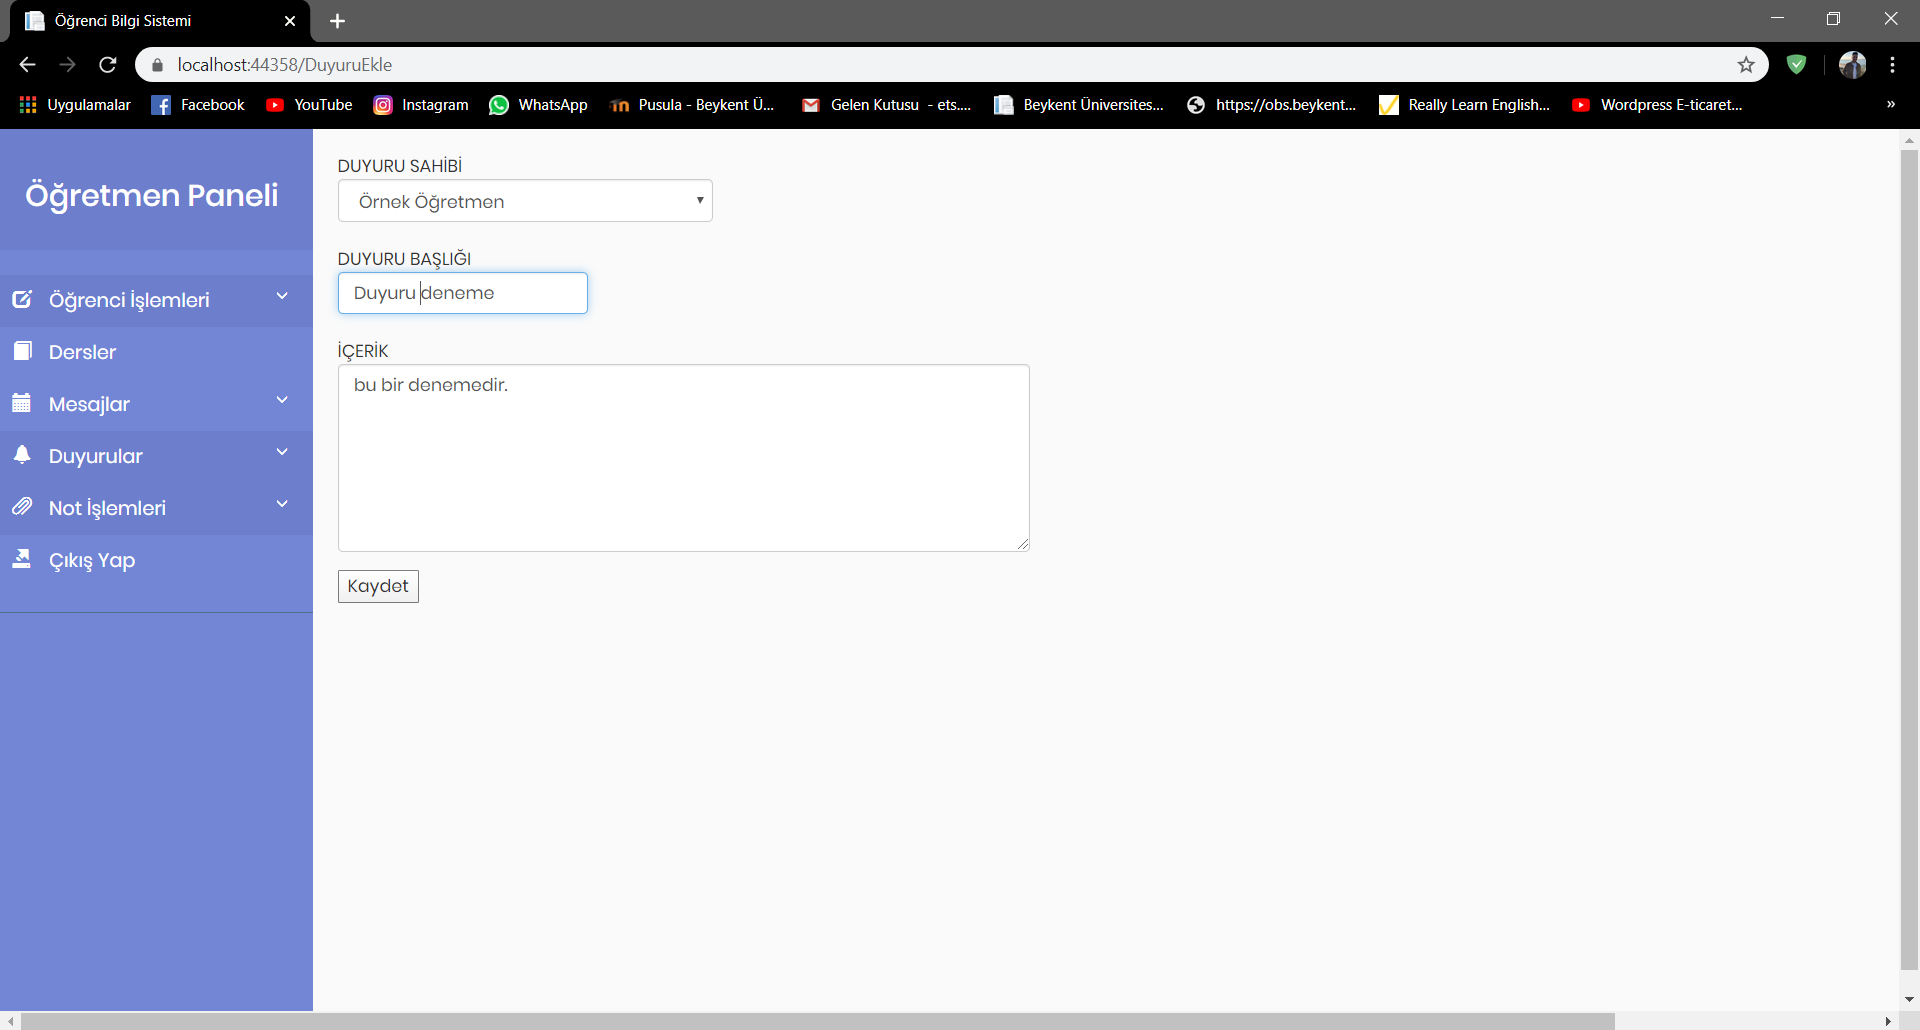 Öğrenci Bilgi Sistemi
localhost:44358/DuyuruEkle
Uygulamalar Facebook YouTube Instagram WhatsApp Pusula - Beykent Ü... Gelen Kutusu - ets.... Beykent Üniversites... https://obs.beykent... Really Learn English... Wordpress E-ticaret... »
Öğretmen Paneli
Öğrenci İşlemleri
Dersler
Mesajlar
Duyurular
Not İşlemleri
Çıkış Yap
DUYURU SAHİBİ
Örnek Öğretmen
DUYURU BAŞLIĞI
Duyuru deneme
İÇERİK
bu bir denemedir.
Kaydet